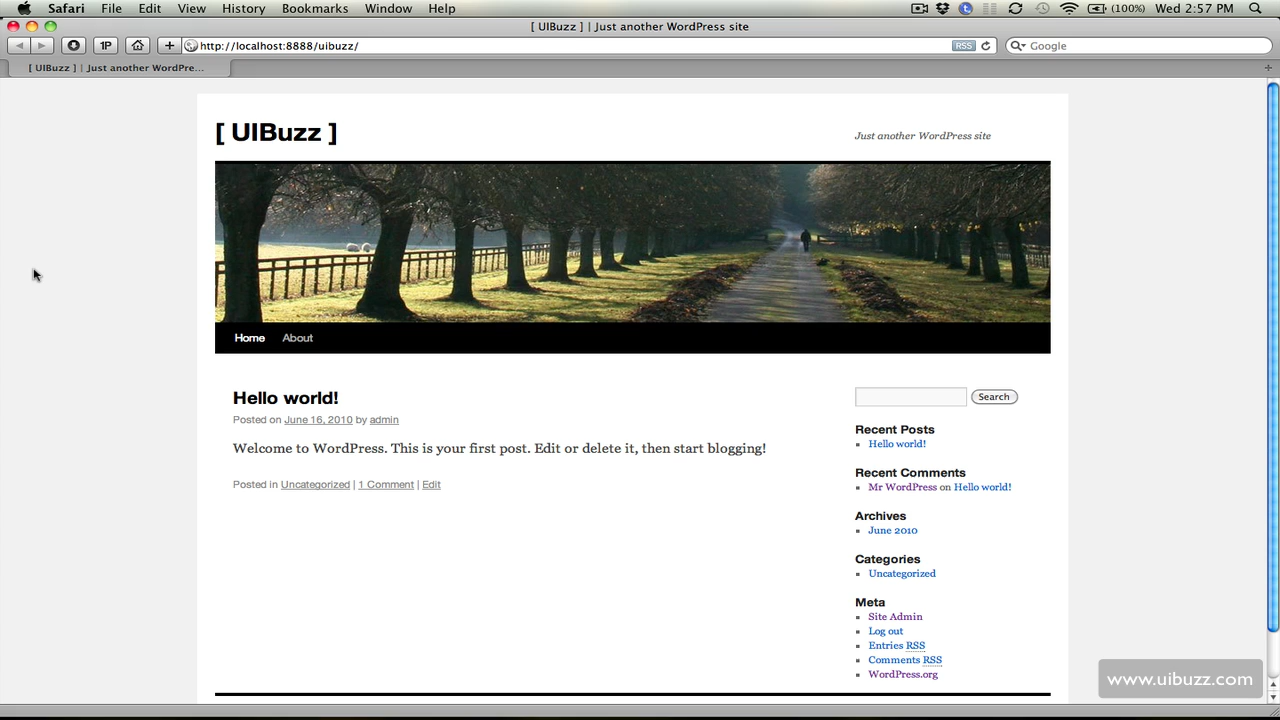 Safari File Edit View History Bookmarks Window Help (100%) Wed 2:57 PM
[ UIBuzz ] | Just another WordPress site
1P http://localhost:8888/uibuzz/ RSS Google
[ UIBuzz ] | Just another WordPre...
[ UIBuzz ]
Just another WordPress site
Home About
Hello world!
Posted on June 16, 2010 by admin
Welcome to WordPress. This is your first post. Edit or delete it, then start blogging!
Posted in Uncategorized | 1 Comment | Edit
Search
Recent Posts
Hello world!
Recent Comments
Mr WordPress on Hello world!
Archives
June 2010
Categories
Uncategorized
Meta
Site Admin
Log out
Entries RSS
Comments RSS
WordPress.org
www.uibuzz.com